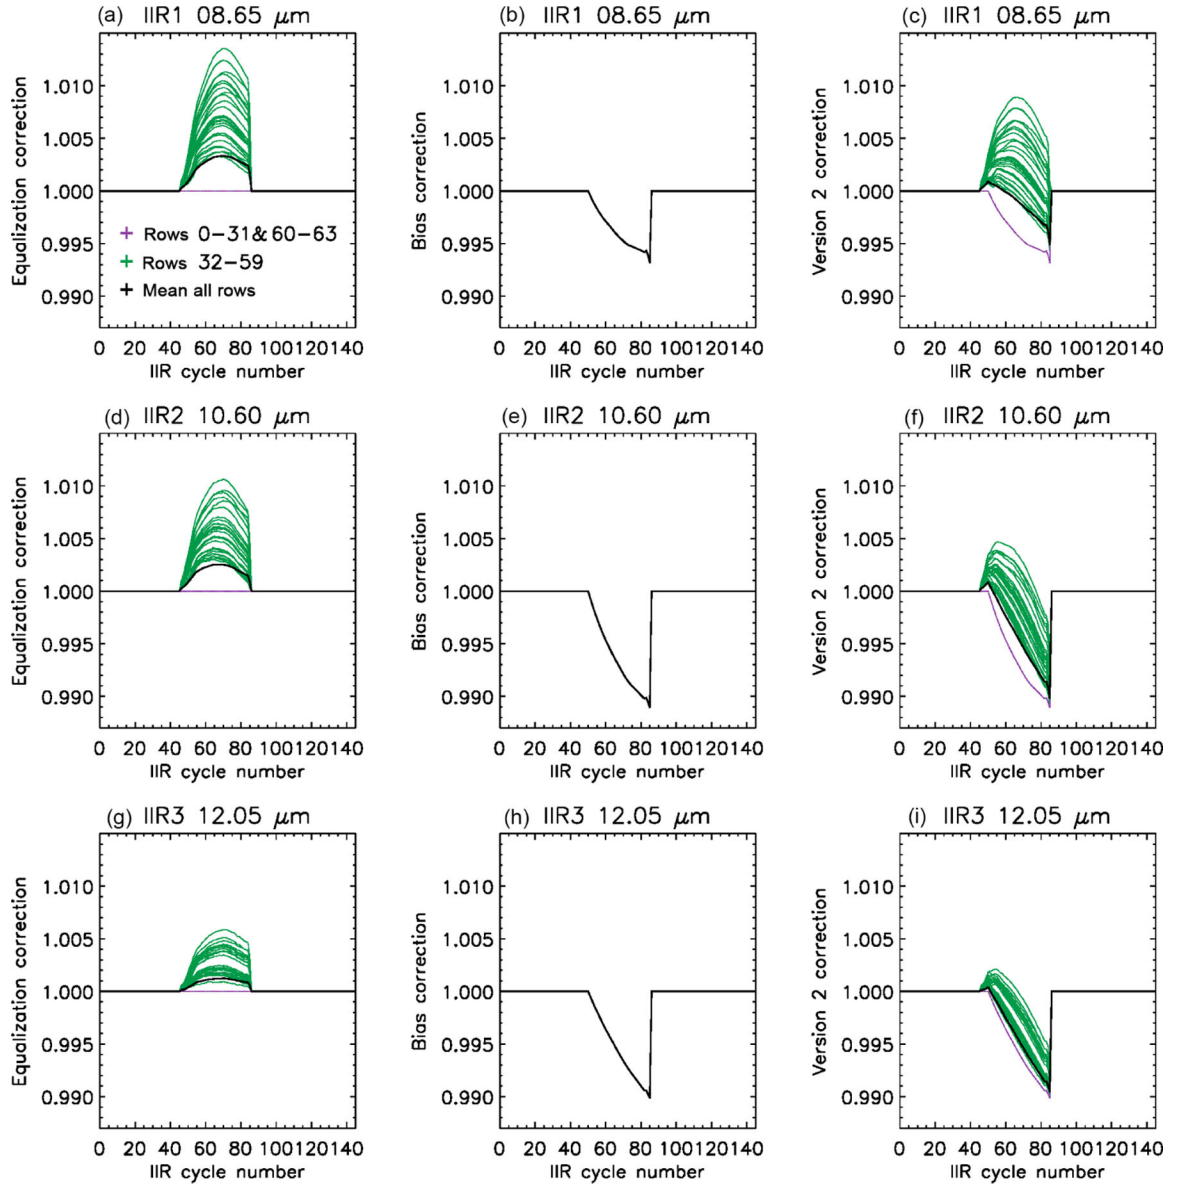 (a) IIR1 08.65 μm
Equalization correction
1.010
1.005
1.000
0.995
0.990
+ Rows 0−31&60−63
+ Rows 32−59
+ Mean all rows
0 20 40 60 80 100120140
IIR cycle number
(b) IIR1 08.65 μm
Bias correction
1.010
1.005
1.000
0.995
0.990
0 20 40 60 80 100120140
IIR cycle number
(c) IIR1 08.65 μm
Version 2 correction
1.010
1.005
1.000
0.995
0.990
0 20 40 60 80 100120140
IIR cycle number
(d) IIR2 10.60 μm
Equalization correction
1.010
1.005
1.000
0.995
0.990
0 20 40 60 80 100120140
IIR cycle number
(e) IIR2 10.60 μm
Bias correction
1.010
1.005
1.000
0.995
0.990
0 20 40 60 80 100120140
IIR cycle number
(f) IIR2 10.60 μm
Version 2 correction
1.010
1.005
1.000
0.995
0.990
0 20 40 60 80 100120140
IIR cycle number
(g) IIR3 12.05 μm
Equalization correction
1.010
1.005
1.000
0.995
0.990
0 20 40 60 80 100120140
IIR cycle number
(h) IIR3 12.05 μm
Bias correction
1.010
1.005
1.000
0.995
0.990
0 20 40 60 80 100120140
IIR cycle number
(i) IIR3 12.05 μm
Version 2 correction
1.010
1.005
1.000
0.995
0.990
0 20 40 60 80 100120140
IIR cycle number